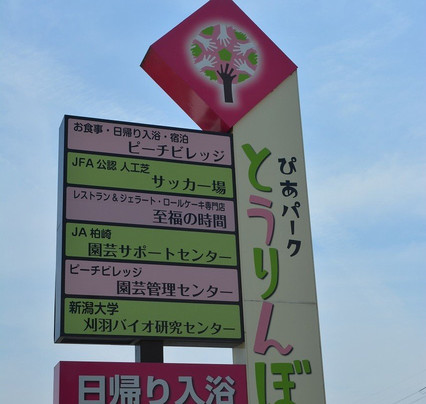 お食事・日帰り入浴・宿泊
ピーチビレッジ
JFA公認 人工芝
サッカー場
レストラン&ジェラート・ロールケーキ専門店
至福の時間
JA柏崎
園芸サポートセンター
ピーチビレッジ
園芸管理センター
新潟大学
刈羽バイオ研究センター
日帰り入浴
ぴあパーク
とうりんぼ